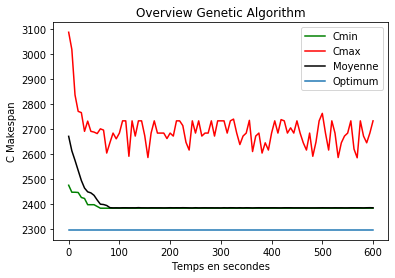 Overview Genetic Algorithm
Cmin
Cmax
Moyenne
Optimum
C Makespan
3100
3000
2900
2800
2700
2600
2500
2400
2300
0 100 200 300 400 500 600
Temps en secondes